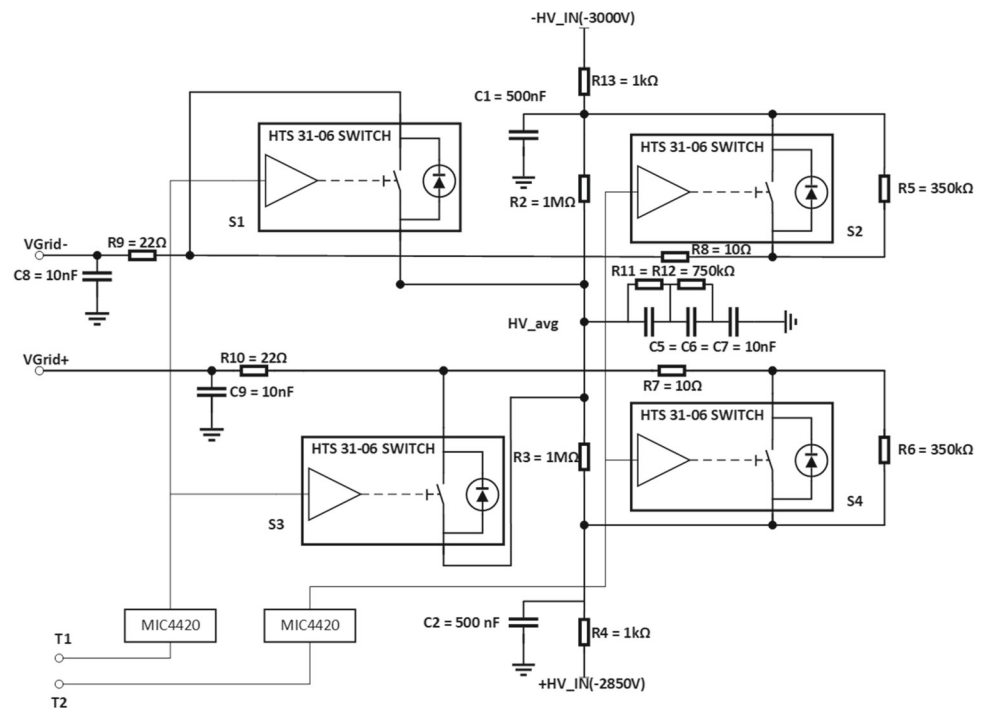 -HV_IN(-3000V)
R13 = 1kΩ
C1 = 500nF
HTS 31-06 SWITCH
HTS 31-06 SWITCH
R2 = 1MΩ
R5 = 350kΩ
S1
S2
VGrid-
R9 = 22Ω
R8 = 10Ω
C8 = 10nF
R11 = R12 = 750kΩ
HV_avg
C5 = C6 = C7 = 10nF
VGrid+
R10 = 22Ω
R7 = 10Ω
C9 = 10nF
HTS 31-06 SWITCH
HTS 31-06 SWITCH
R3 = 1MΩ
R6 = 350kΩ
S3
S4
MIC4420
MIC4420
C2 = 500 nF
R4 = 1kΩ
T1
T2
+HV_IN(-2850V)